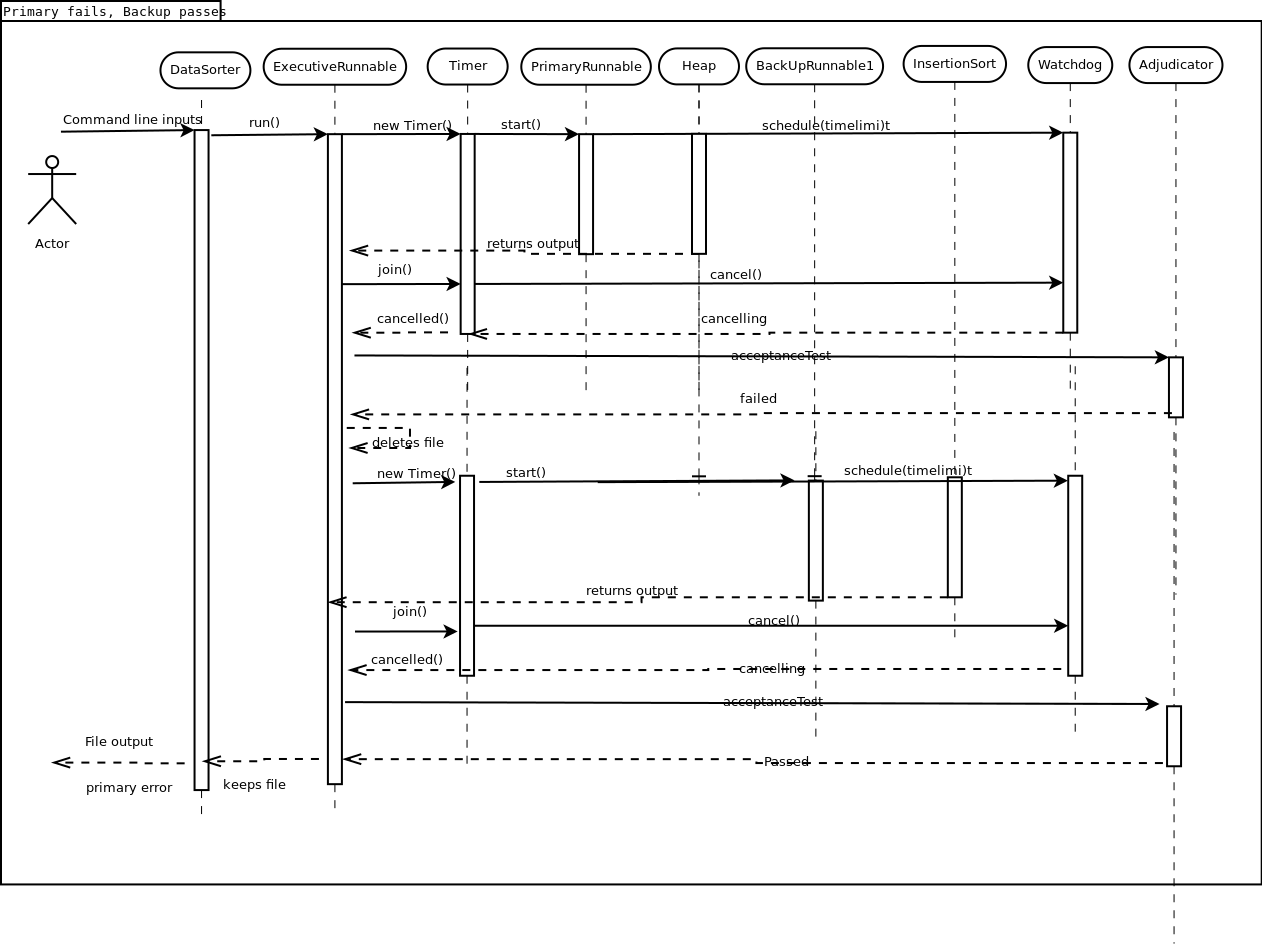 Primary fails, Backup passes
DataSorter
ExecutiveRunnable
Timer
PrimaryRunnable
Heap
BackUpRunnable1
InsertionSort
Watchdog
Adjudicator
Command line inputs
run()
new Timer()
start()
schedule(timelimi)t
Actor
returns output
join()
cancel()
cancelled()
cancelling
acceptanceTest
failed
deletes file
new Timer()
start()
schedule(timelimi)t
returns output
join()
cancel()
cancelled()
cancelling
acceptanceTest
File output
Passed
primary error
keeps file